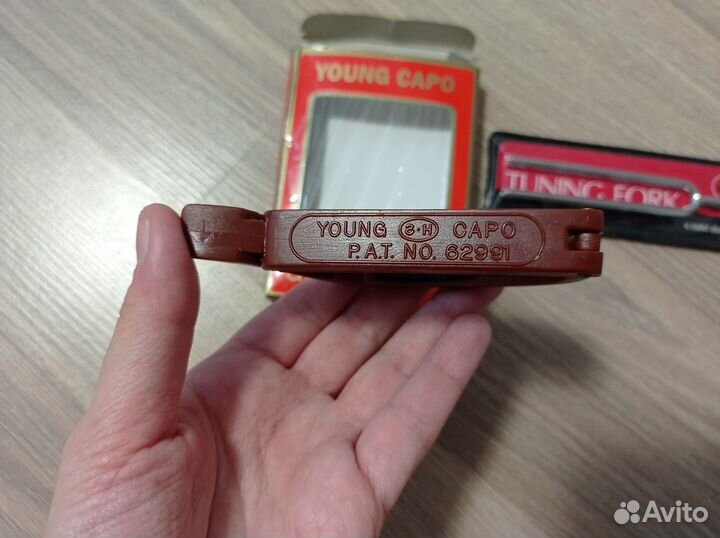 YOUNG CAPO
TUNING FORK
YOUNG S·H CAPO
P.A.T. NO. 62991
Avito